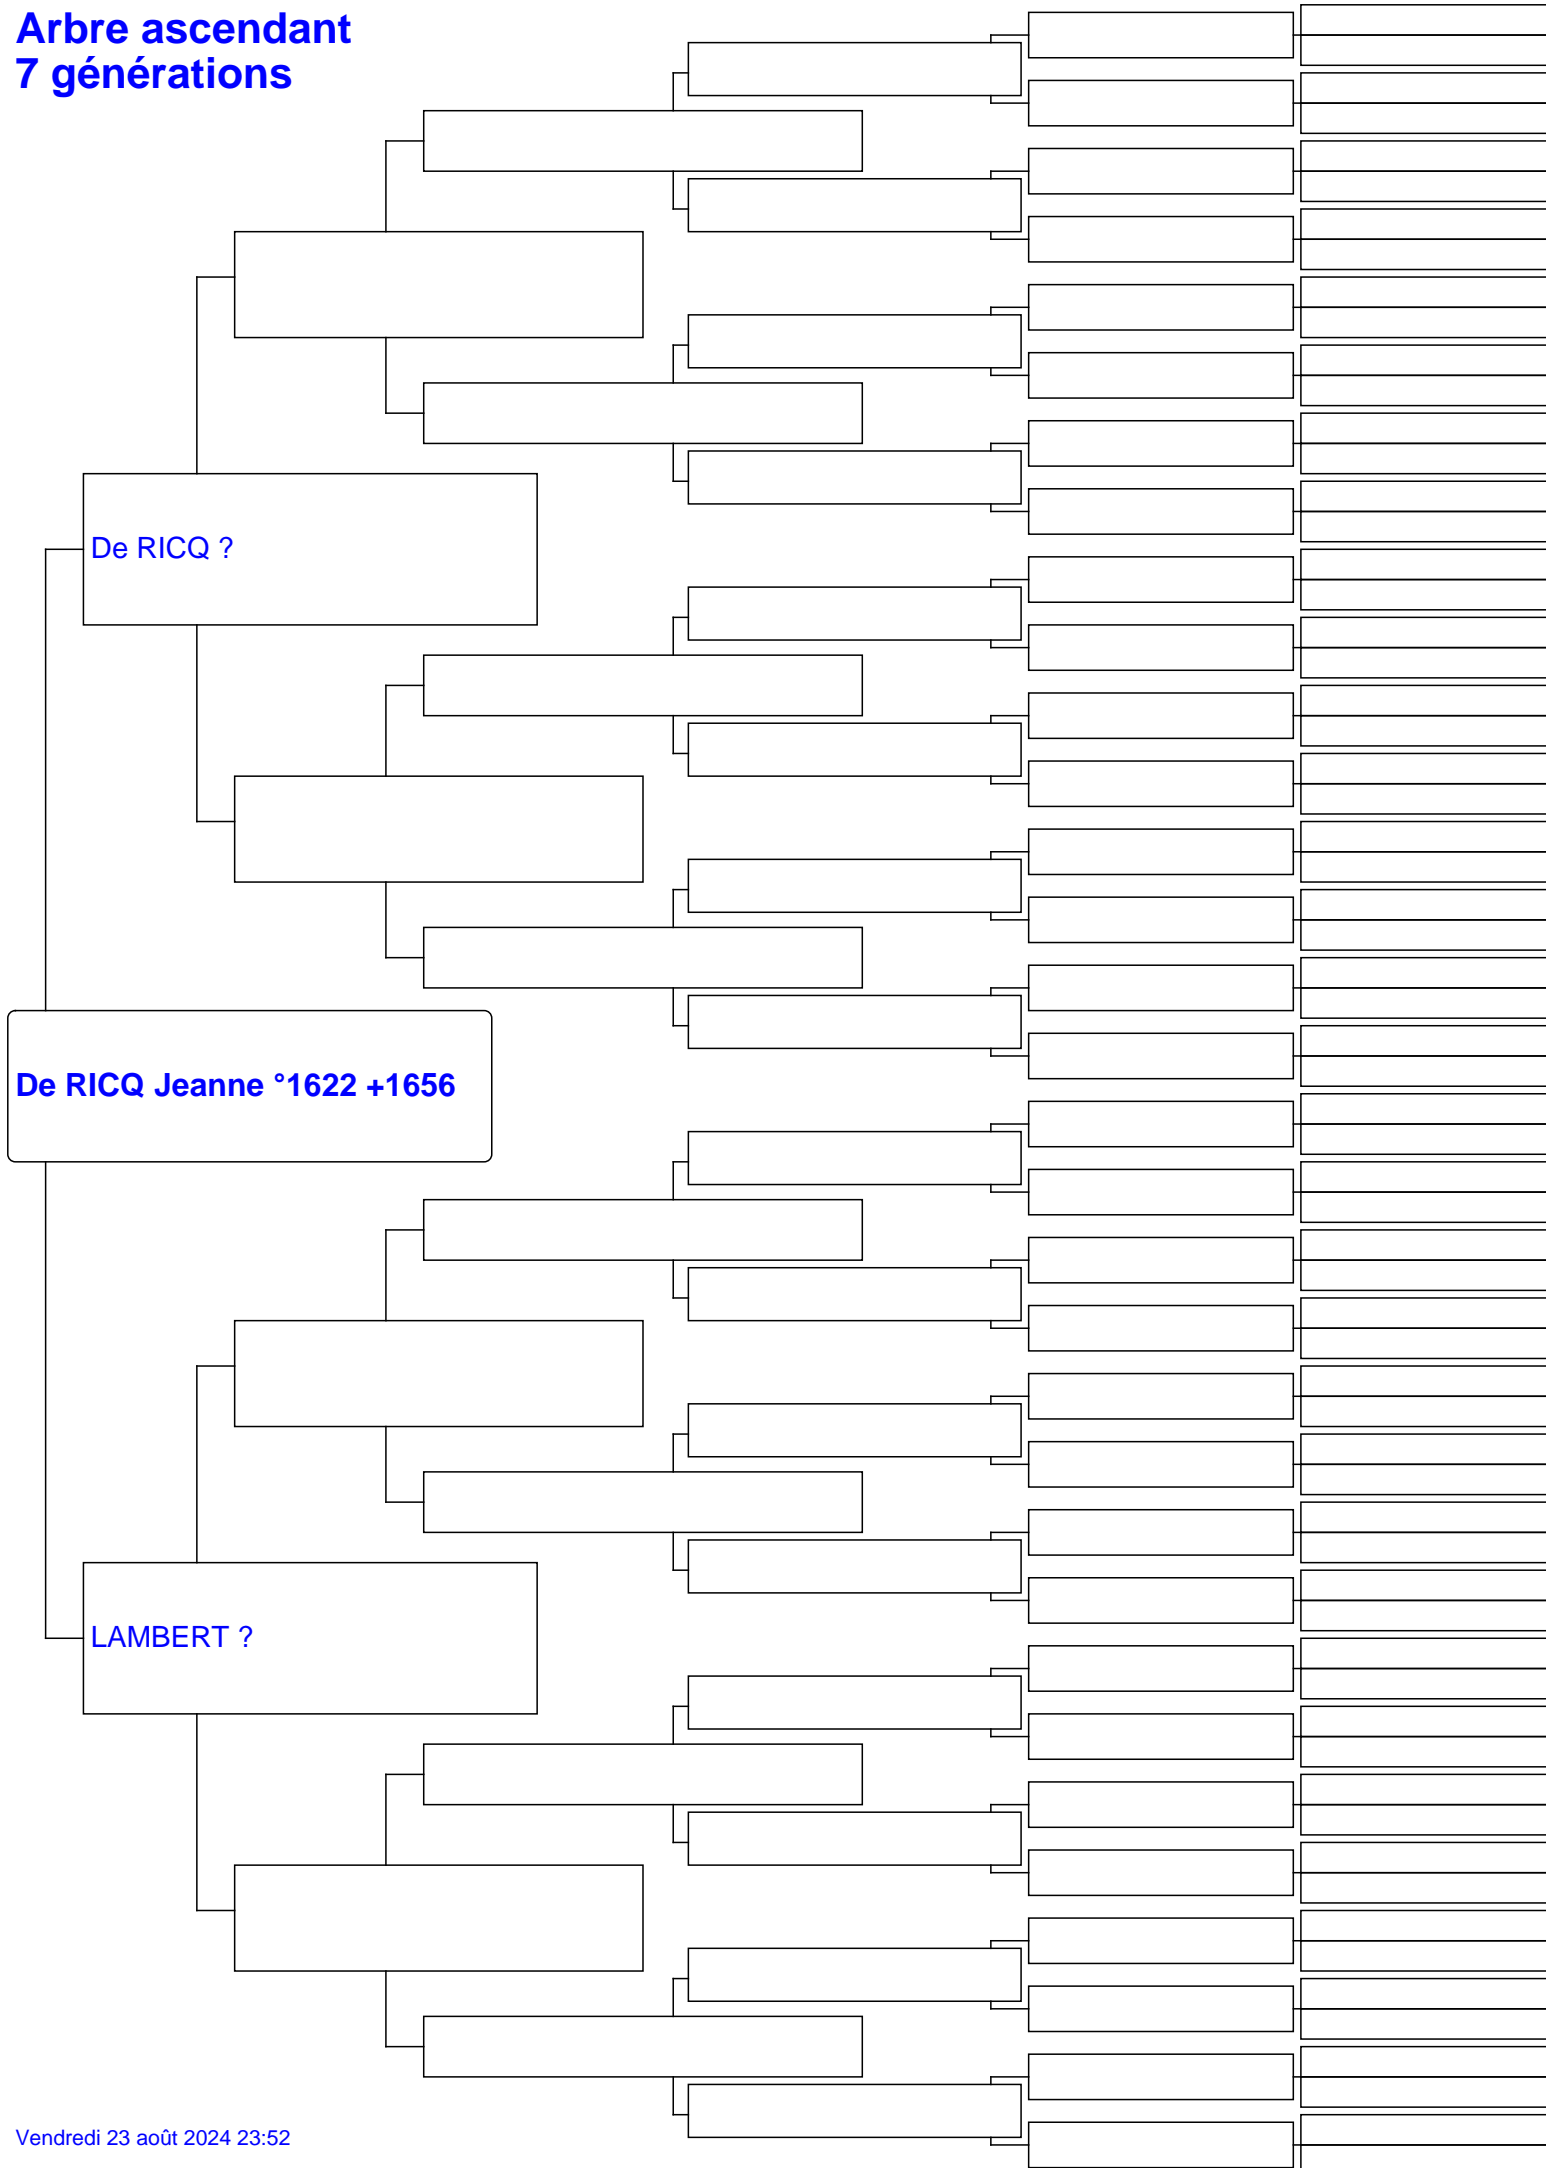 Arbre ascendant
7 générations
De RICQ ?
De RICQ Jeanne °1622 +1656
LAMBERT ?
Vendredi 23 août 2024 23:52